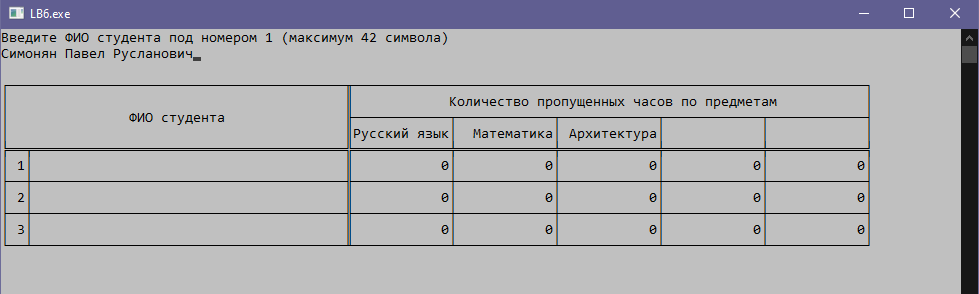 LB6.exe
Введите ФИО студента под номером 1 (максимум 42 символа)
Симонян Павел Русланович
Количество пропущенных часов по предметам
ФИО студента
Русский язык Математика Архитектура
1 0 0 0 0 0
2 0 0 0 0 0
3 0 0 0 0 0